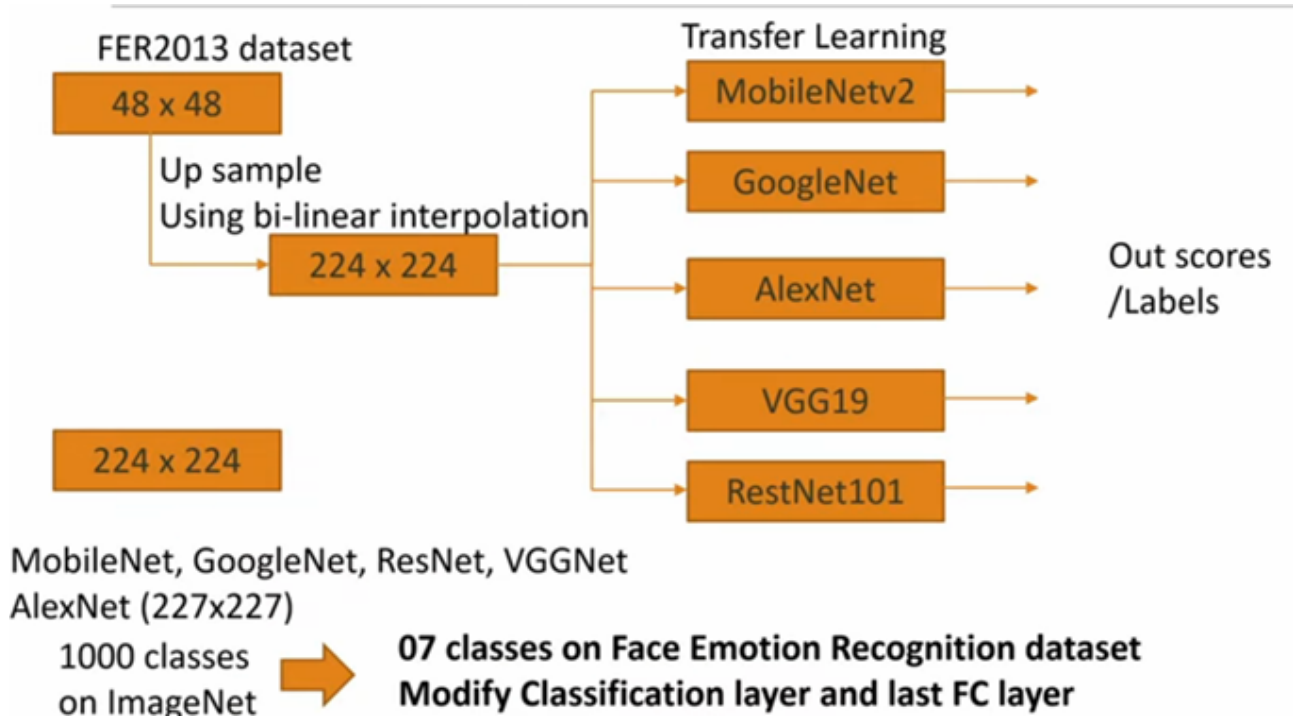 FER2013 dataset
48 x 48
Up sample
Using bi-linear interpolation
224 x 224
Transfer Learning
MobileNetv2
GoogleNet
AlexNet
VGG19
RestNet101
Out scores
/Labels
224 x 224
MobileNet, GoogleNet, ResNet, VGGNet
AlexNet (227x227)
1000 classes
on ImageNet
07 classes on Face Emotion Recognition dataset
Modify Classification layer and last FC layer